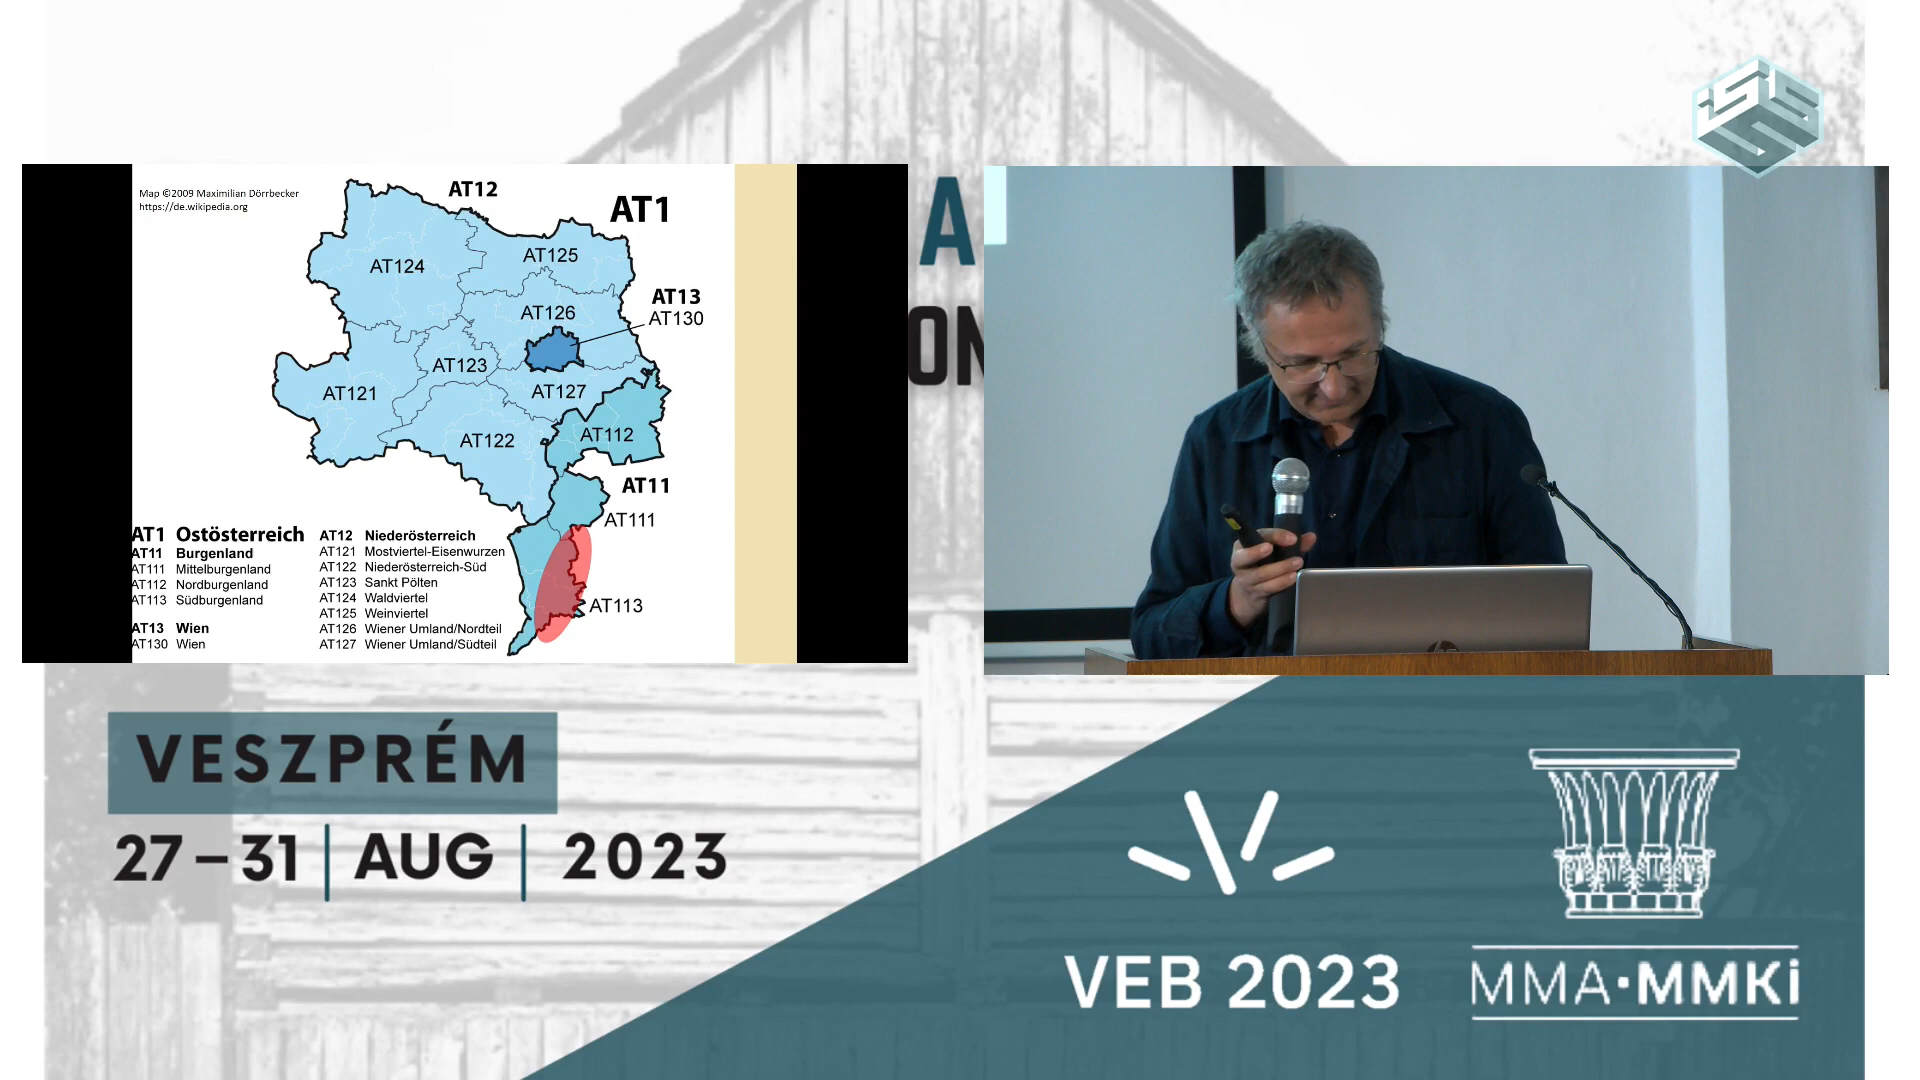 Map ©2009 Maximilian Dörrbecker
https://de.wikipedia.org
AT12
AT1
AT124
AT125
AT13
AT130
AT126
AT123
AT121
AT127
AT122
AT112
AT11
AT111
AT113
AT1 Ostösterreich
AT11 Burgenland
AT111 Mittelburgenland
AT112 Nordburgenland
AT113 Südburgenland
AT13 Wien
AT130 Wien
AT12 Niederösterreich
AT121 Mostviertel-Eisenwurzen
AT122 Niederösterreich-Süd
AT123 Sankt Pölten
AT124 Waldviertel
AT125 Weinviertel
AT126 Wiener Umland/Nordteil
AT127 Wiener Umland/Südteil
A
ON
ISISSS
VESZPRÉM
27–31 | AUG | 2023
VEB 2023
MMA·MMKi